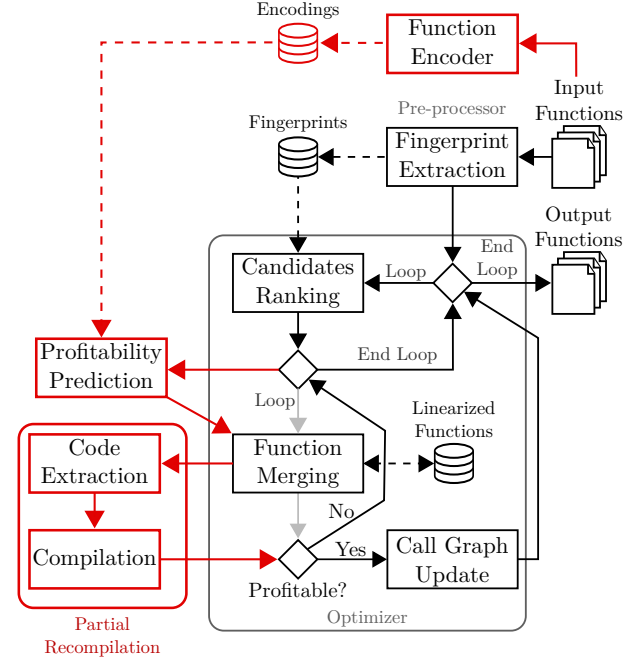 Encodings
Function
Encoder
Input
Functions
Pre-processor
Fingerprints
Fingerprint
Extraction
Output
Functions
End
Loop
Loop
Candidates
Ranking
End Loop
Profitability
Prediction
Loop
Linearized
Functions
Code
Extraction
Function
Merging
No
Compilation
Yes
Call Graph
Update
Profitable?
Optimizer
Partial
Recompilation